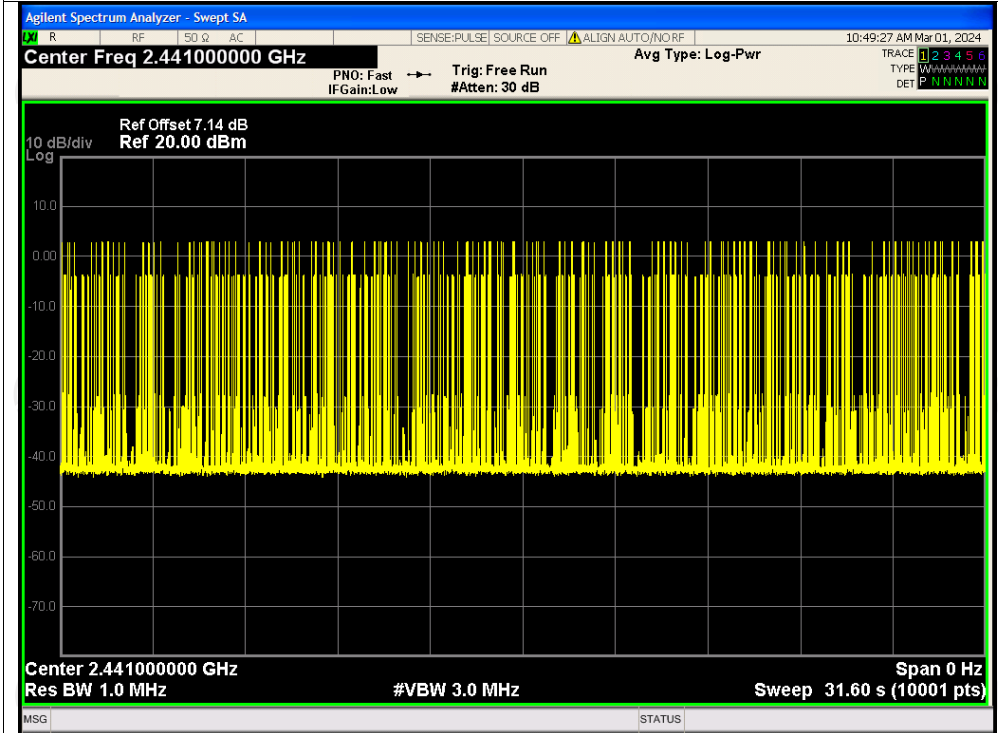 Agilent Spectrum Analyzer - Swept SA
LXI R RF 50 Ω AC SENSE:PULSE SOURCE OFF ALIGN AUTO/NO RF 10:49:27 AM Mar 01, 2024
Center Freq 2.441000000 GHz Avg Type: Log-Pwr TRACE 1 2 3 4 5 6
PNO: Fast Trig: Free Run TYPE W
IFGain:Low #Atten: 30 dB DET P N N N N N
Ref Offset 7.14 dB
10 dB/div Ref 20.00 dBm
Log
10.0
0.00
-10.0
-20.0
-30.0
-40.0
-50.0
-60.0
-70.0
Center 2.441000000 GHz Span 0 Hz
Res BW 1.0 MHz #VBW 3.0 MHz Sweep 31.60 s (10001 pts)
MSG STATUS